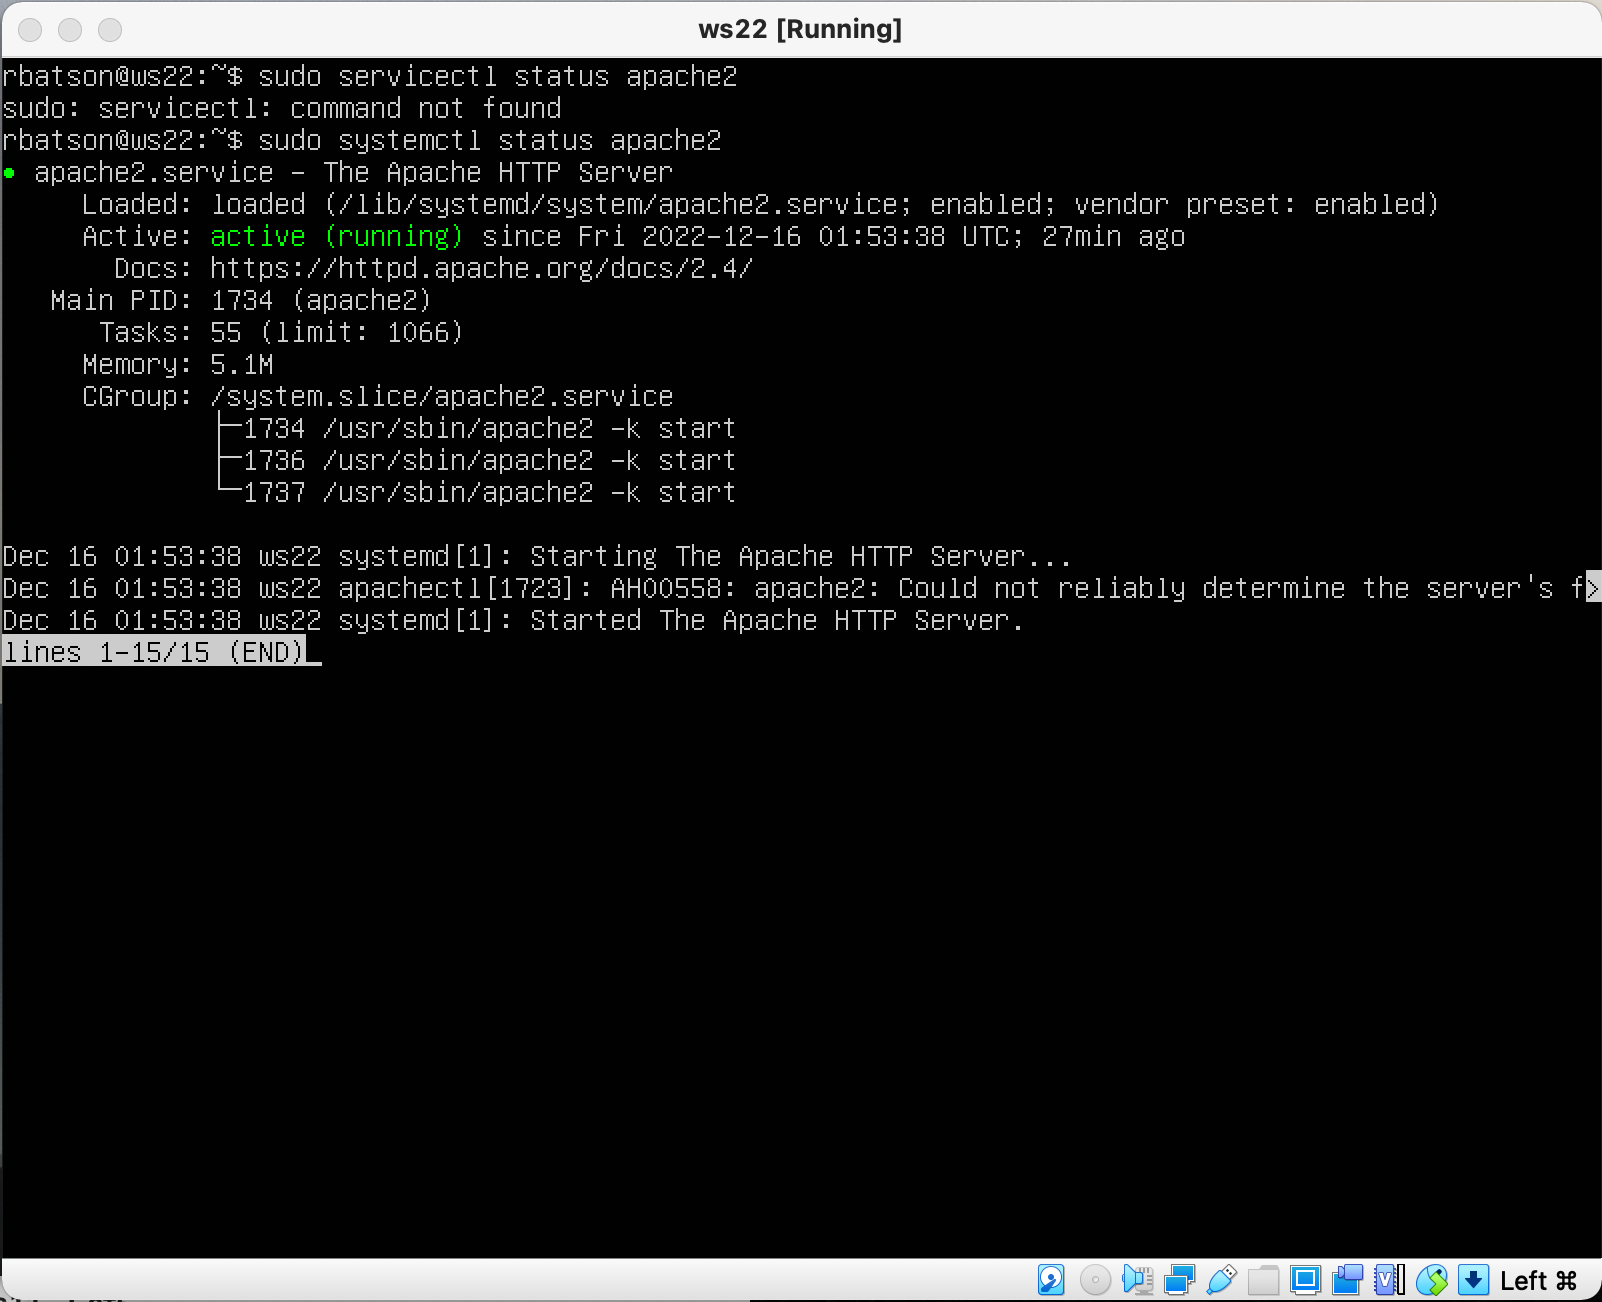 ws22 [Running]
rbatson@ws22:~$ sudo servicectl status apache2
sudo: servicectl: command not found
rbatson@ws22:~$ sudo systemctl status apache2
● apache2.service - The Apache HTTP Server
     Loaded: loaded (/lib/systemd/system/apache2.service; enabled; vendor preset: enabled)
     Active: active (running) since Fri 2022-12-16 01:53:38 UTC; 27min ago
       Docs: https://httpd.apache.org/docs/2.4/
   Main PID: 1734 (apache2)
      Tasks: 55 (limit: 1066)
     Memory: 5.1M
     CGroup: /system.slice/apache2.service
             ├─1734 /usr/sbin/apache2 -k start
             ├─1736 /usr/sbin/apache2 -k start
             └─1737 /usr/sbin/apache2 -k start
Dec 16 01:53:38 ws22 systemd[1]: Starting The Apache HTTP Server...
Dec 16 01:53:38 ws22 apachectl[1723]: AH00558: apache2: Could not reliably determine the server's f>
Dec 16 01:53:38 ws22 systemd[1]: Started The Apache HTTP Server.
lines 1-15/15 (END)
Left ⌘